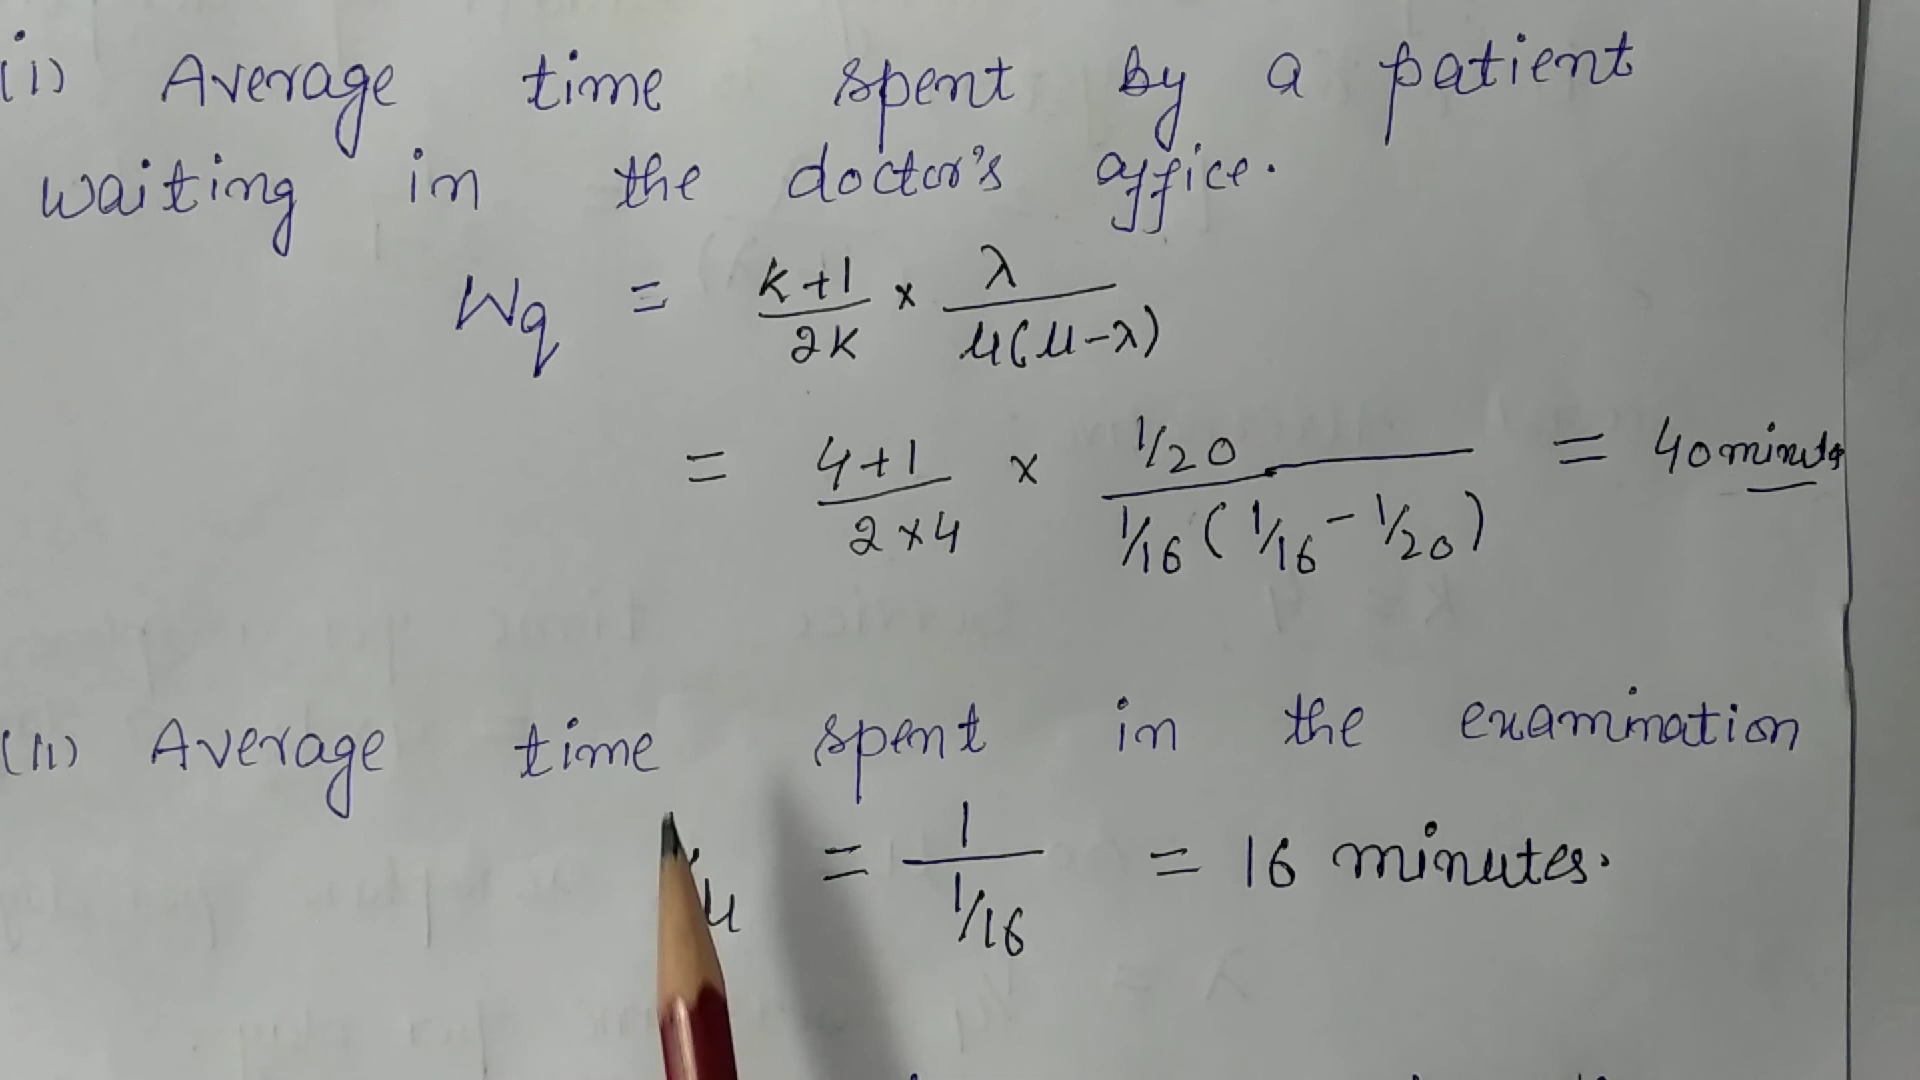 (i) Average time spent by a patient
waiting in the doctor's office.
Wq = k+1/2k × λ/μ(μ-λ)
= 4+1/2×4 × 1/20/1/16(1/16-1/20) = 40 minutes
(ii) Average time spent in the examination
μ = 1/1/16 = 16 minutes.